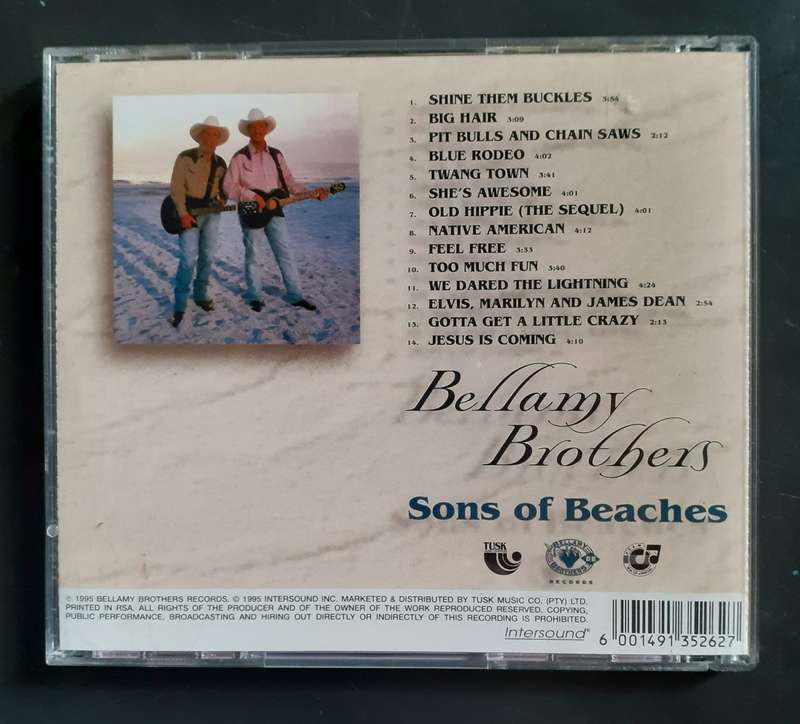 1. SHINE THEM BUCKLES 3:54
2. BIG HAIR 3:09
3. PIT BULLS AND CHAIN SAWS 2:12
4. BLUE RODEO 4:02
5. TWANG TOWN 3:41
6. SHE'S AWESOME 4:01
7. OLD HIPPIE (THE SEQUEL) 4:01
8. NATIVE AMERICAN 4:12
9. FEEL FREE 3:33
10. TOO MUCH FUN 3:40
11. WE DARED THE LIGHTNING 4:24
12. ELVIS, MARILYN AND JAMES DEAN 2:54
13. GOTTA GET A LITTLE CRAZY 2:13
14. JESUS IS COMING 4:10
Bellamy
Brothers
Sons of Beaches
TUSK
BELLAMY
BROTHERS
RECORDS
℗ 1995 BELLAMY BROTHERS RECORDS. © 1995 INTERSOUND INC. MARKETED & DISTRIBUTED BY TUSK MUSIC CO. (PTY) LTD.
PRINTED IN RSA. ALL RIGHTS OF THE PRODUCER AND OF THE OWNER OF THE WORK REPRODUCED RESERVED. COPYING,
PUBLIC PERFORMANCE, BROADCASTING AND HIRING OUT DIRECTLY OR INDIRECTLY OF THIS RECORDING IS PROHIBITED.
Intersound®
6 001491 352627